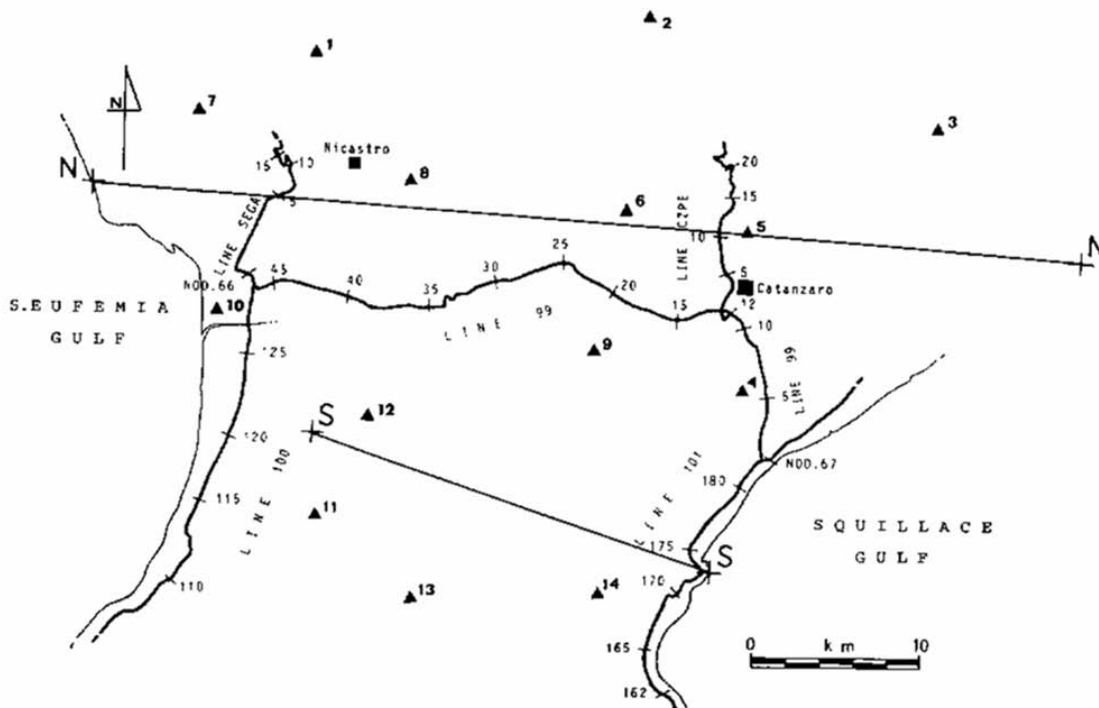 2
1
7
3
N
Nicastro
15 10
20
N
8
15
5
6
LINE SEGA
LINE CZPE
10
5
25
N
30
5
NOD.66
45
40
35
20
15
Catanzaro
12
10
S.EUFEMIA
GULF
10
LINE 99
125
9
LINE 99
4
5
12
S
120
NOD.67
LINE 100
LINE 101
180
115
11
SQUILLACE
GULF
175
S
110
170
13
14
0 km 10
165
162